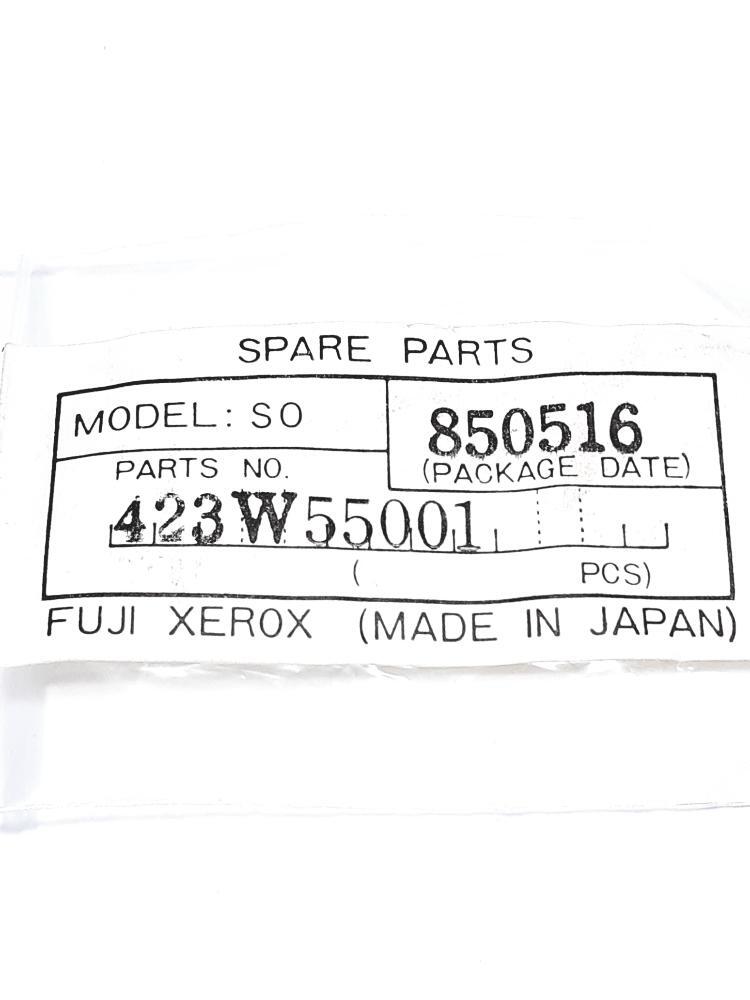 SPARE PARTS
MODEL: SO
850516
(PACKAGE DATE)
PARTS NO.
423W55001
( PCS)
FUJI XEROX (MADE IN JAPAN)